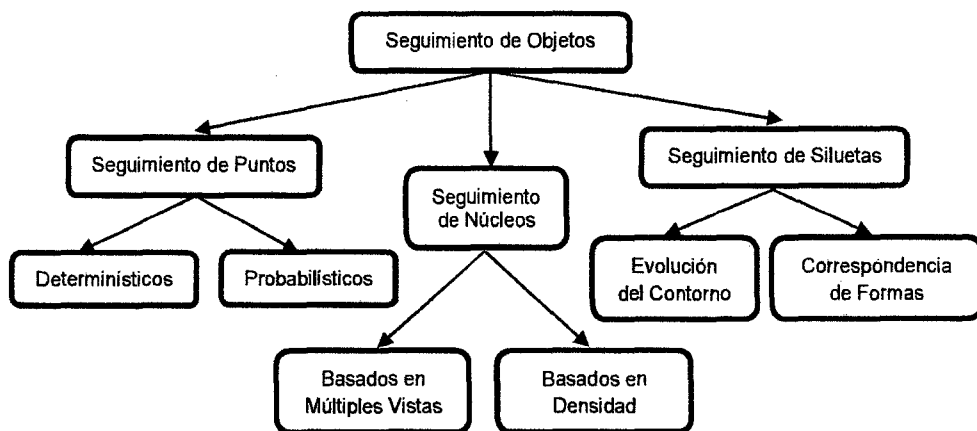 Seguimiento de Objetos
Seguimiento de Puntos
Seguimiento
de Núcleos
Seguimiento de Siluetas
Determinísticos
Probabilísticos
Evolución
del Contorno
Correspondencia
de Formas
Basados en
Múltiples Vistas
Basados en
Densidad